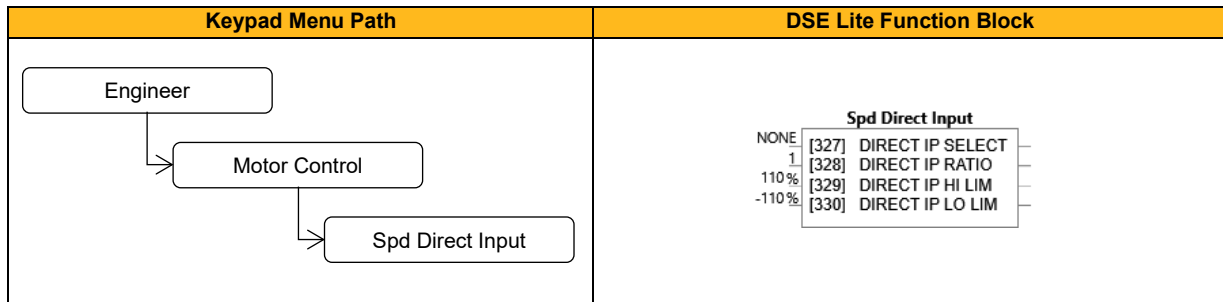 Keypad Menu Path
DSE Lite Function Block
Engineer
Motor Control
Spd Direct Input
Spd Direct Input
NONE [327] DIRECT IP SELECT
1 [328] DIRECT IP RATIO
110% [329] DIRECT IP HI LIM
-110% [330] DIRECT IP LO LIM